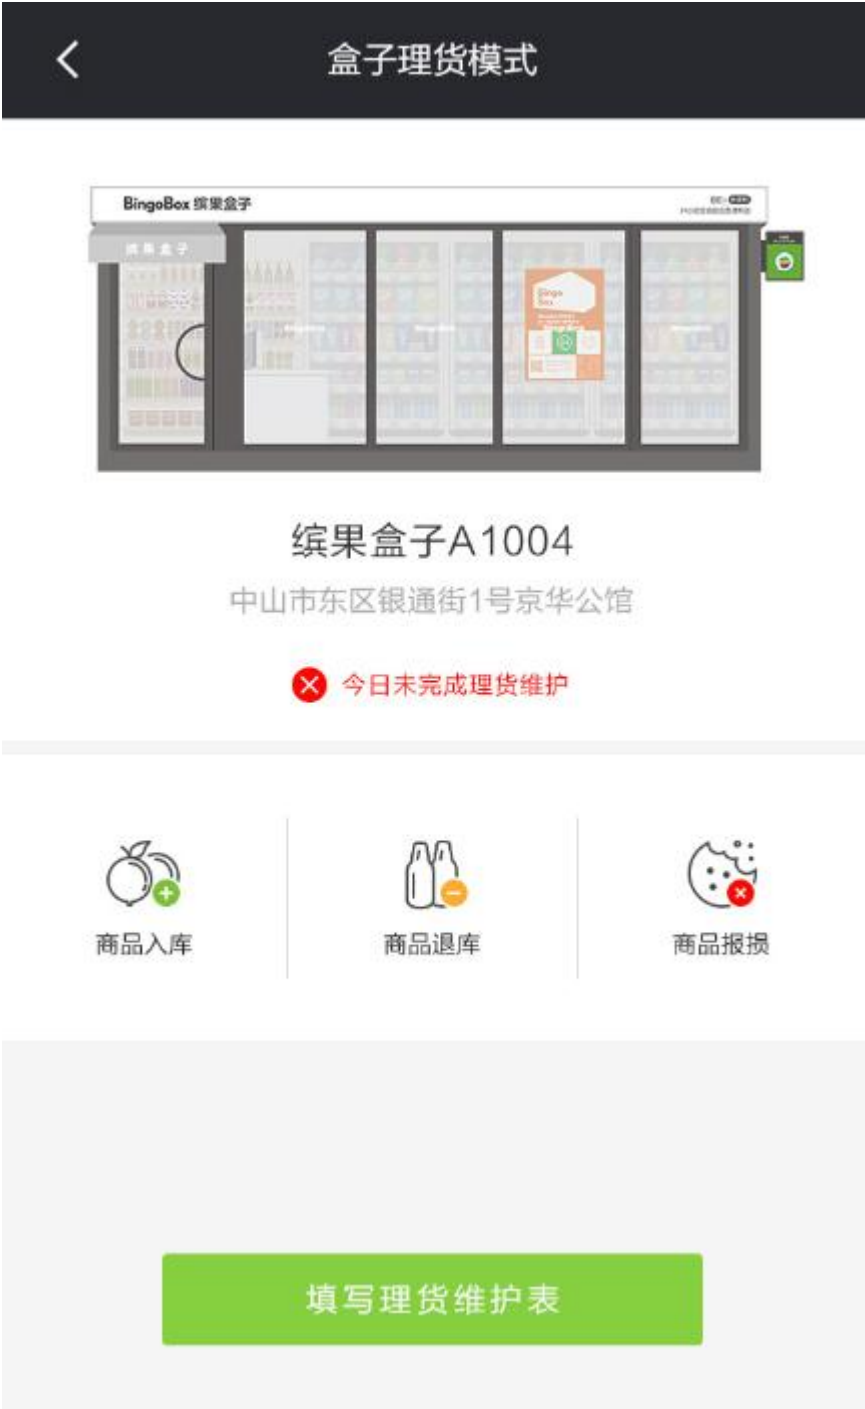 盒子理货模式
BingoBox 缤果盒子
缤果盒子
Bingo
Box
缤果盒子A1004
中山市东区银通街1号京华公馆
今日未完成理货维护
商品入库
商品退库
商品报损
填写理货维护表